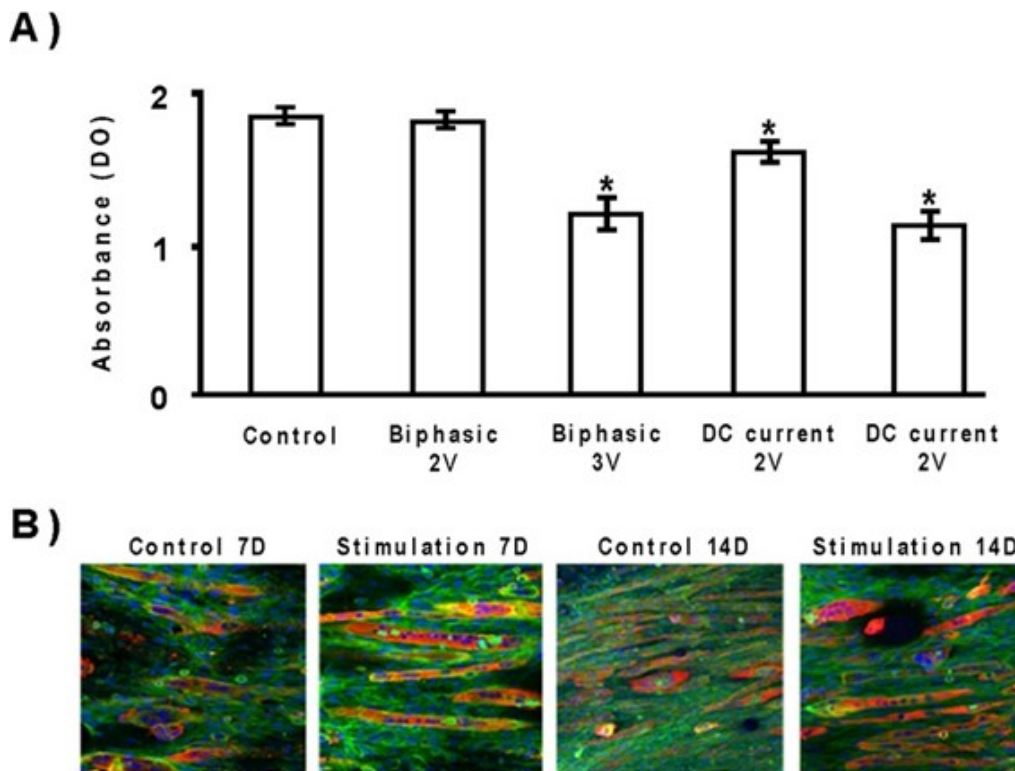 A)
Absorbance (DO)
2
1
0
*
*
*
Control
Biphasic
2V
Biphasic
3V
DC current
2V
DC current
2V
B)
Control 7D
Stimulation 7D
Control 14D
Stimulation 14D